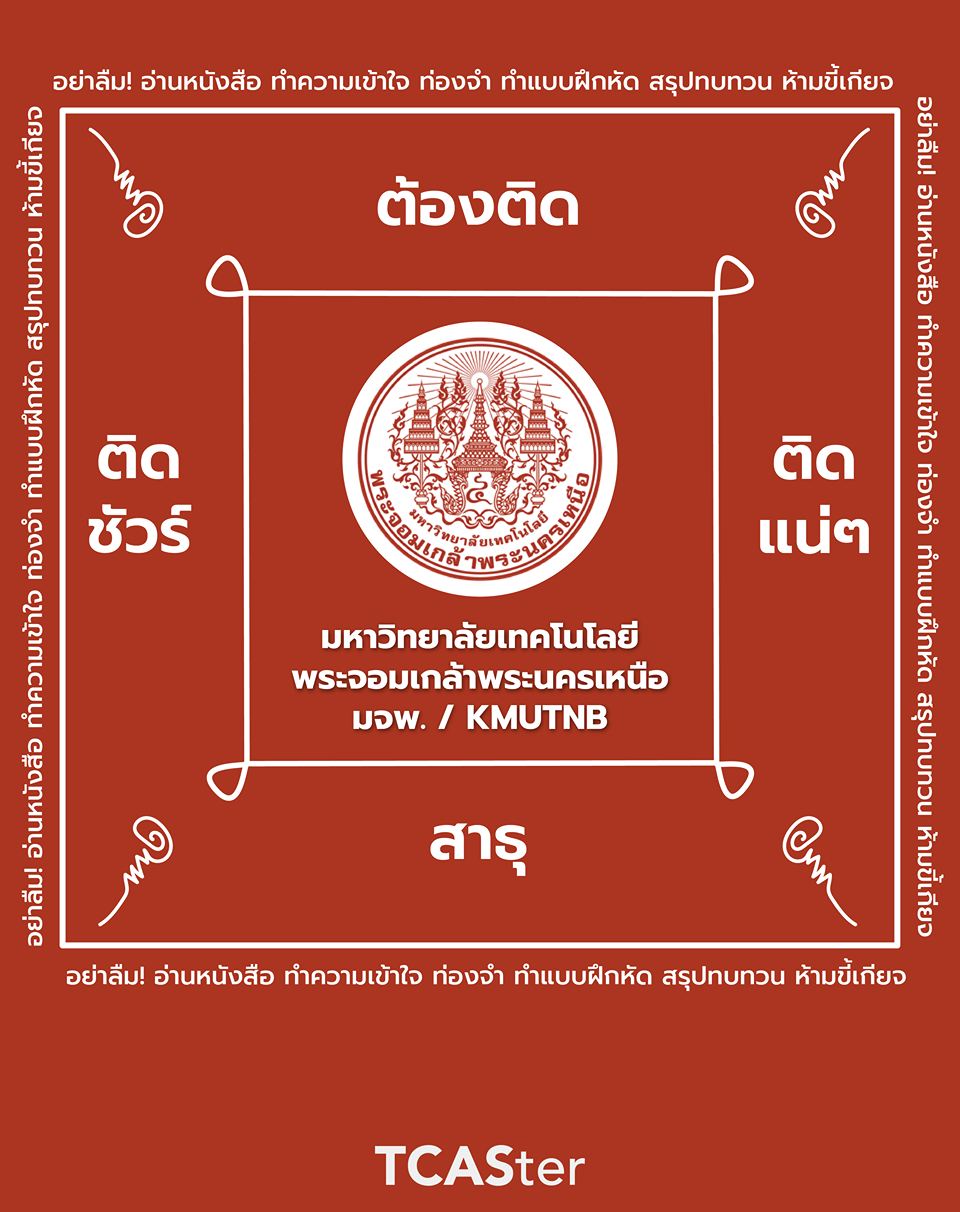 อย่าลืม! อ่านหนังสือ ทำความเข้าใจ ท่องจำ ทำแบบฝึกหัด สรุปทบทวน ห้ามขี้เกียจ
อย่าลืม! อ่านหนังสือ ทำความเข้าใจ ท่องจำ ทำแบบฝึกหัด สรุปทบทวน ห้ามขี้เกียจ
อย่าลืม! อ่านหนังสือ ทำความเข้าใจ ท่องจำ ทำแบบฝึกหัด สรุปทบทวน ห้ามขี้เกียจ
ต้องติด
ติด
ชัวร์
ติด
แน่ๆ
มหาวิทยาลัยเทคโนโลยี
พระจอมเกล้าพระนครเหนือ
มหาวิทยาลัยเทคโนโลยี
พระจอมเกล้าพระนครเหนือ
มจพ. / KMUTNB
สาธุ
อย่าลืม! อ่านหนังสือ ทำความเข้าใจ ท่องจำ ทำแบบฝึกหัด สรุปทบทวน ห้ามขี้เกียจ
TCASter